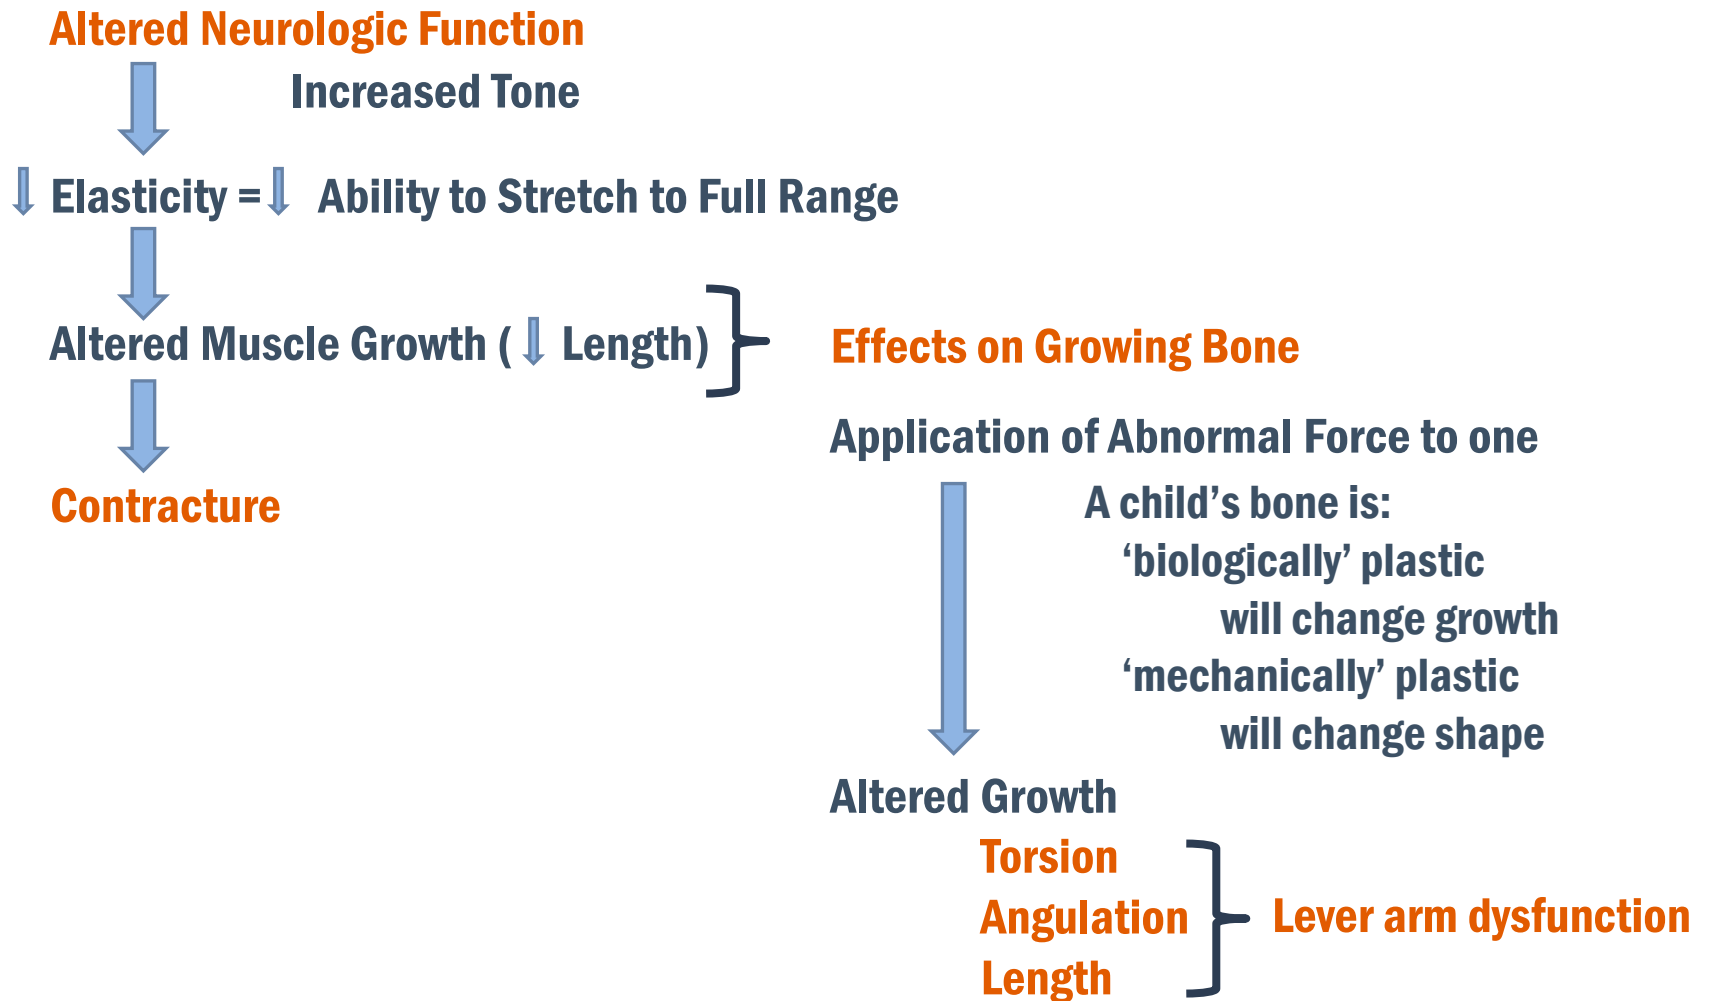 Altered Neurologic Function
Increased Tone
Elasticity = Ability to Stretch to Full Range
Altered Muscle Growth ( Length)
Effects on Growing Bone
Application of Abnormal Force to one
A child’s bone is:
‘biologically’ plastic
Contracture
will change growth
‘mechanically’ plastic
will change shape
Altered Growth
Torsion
Angulation
Lever arm dysfunction
Length